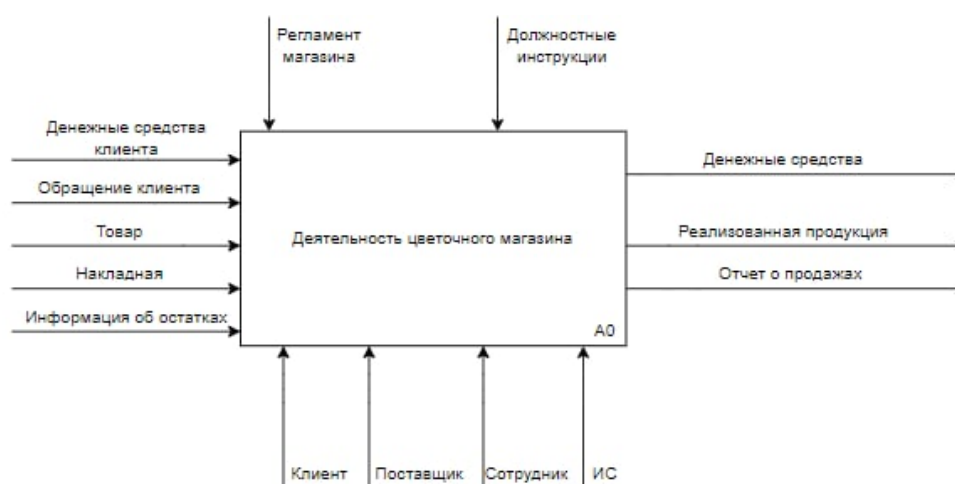 Регламент
магазина
Должностные
инструкции
Денежные средства
клиента
Обращение клиента
Товар
Накладная
Информация об остатках
Деятельность цветочного магазина
A0
Денежные средства
Реализованная продукция
Отчет о продажах
Клиент
Поставщик
Сотрудник
ИС